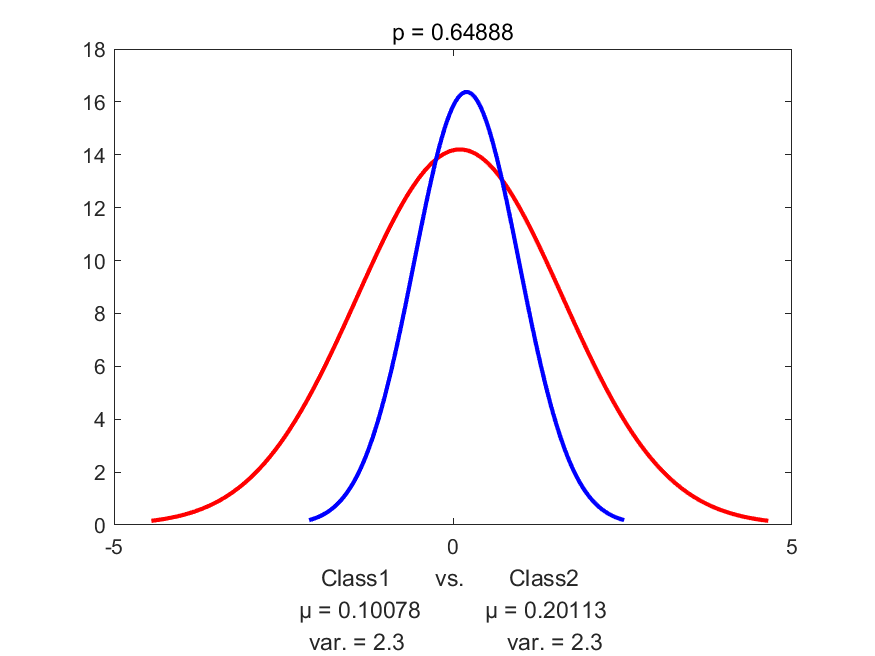 p = 0.64888
18
16
14
12
10
8
6
4
2
0
-5 0 5
Class1 vs. Class2
μ = 0.10078 μ = 0.20113
var. = 2.3 var. = 2.3